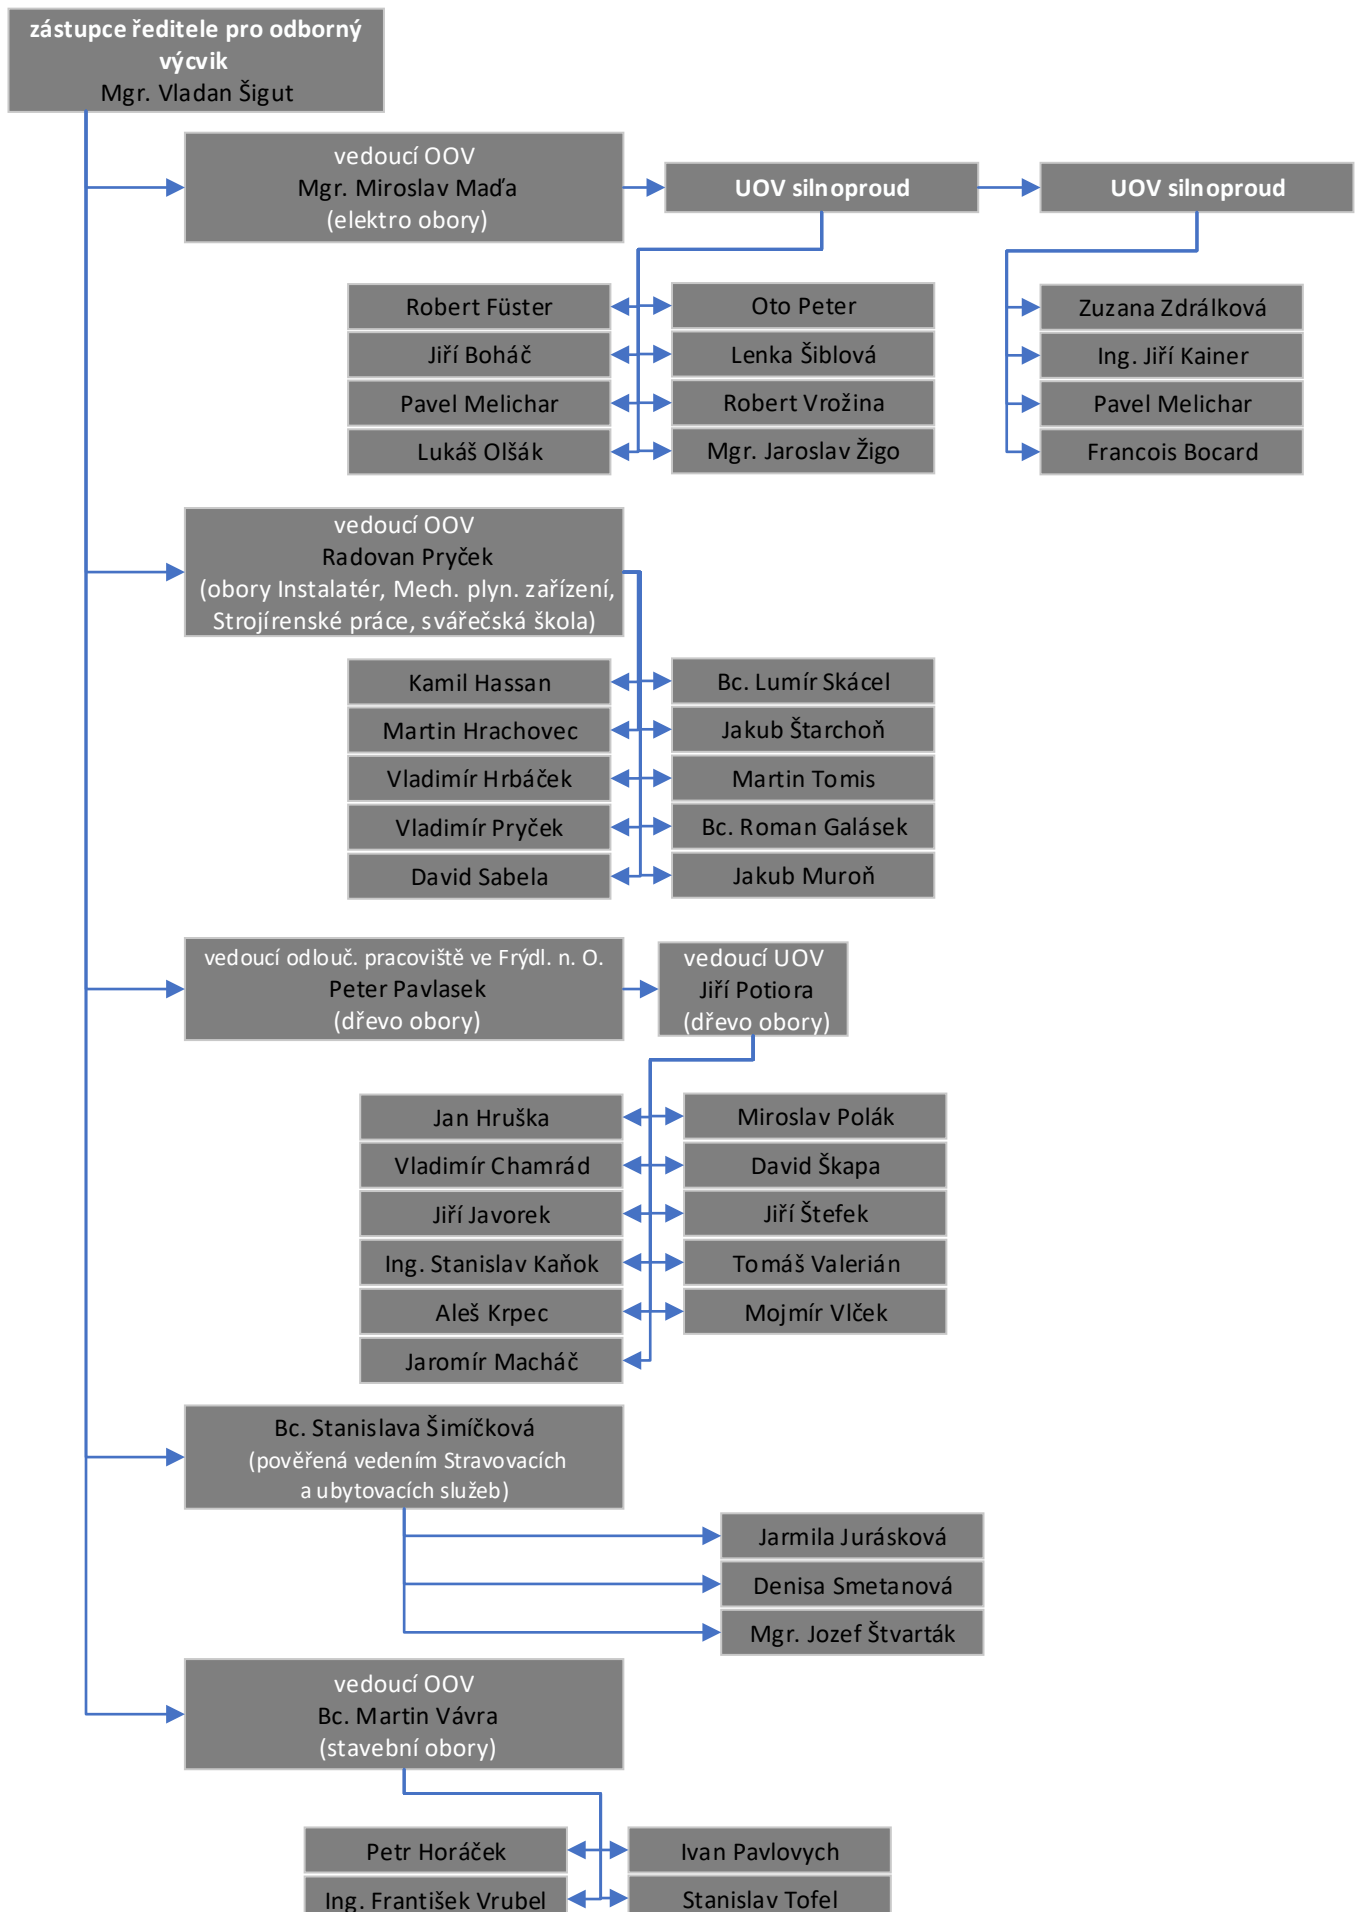 zástupce ředitele pro odborný
výcvik
Mgr. Vladan Šigut
vedoucí OOV
Mgr. Miroslav Maďa
(elektro obory)
UOV silnoproud
UOV silnoproud
Robert Füster
Oto Peter
Zuzana Zdrálková
Jiří Boháč
Lenka Šiblová
Ing. Jiří Kainer
Pavel Melichar
Robert Vrožina
Pavel Melichar
Lukáš Olšák
Mgr. Jaroslav Žigo
Francois Bocard
vedoucí OOV
Radovan Pryček
(obory Instalatér, Mech. plyn. zařízení,
Strojírenské práce, svářečská škola)
Kamil Hassan
Bc. Lumír Skácel
Martin Hrachovec
Jakub Štarchoň
Vladimír Hrbáček
Martin Tomis
Vladimír Pryček
Bc. Roman Galásek
David Sabela
Jakub Muroň
vedoucí odlouč. pracoviště ve Frýdl. n. O.
Peter Pavlasek
(dřevo obory)
vedoucí UOV
Jiří Potiora
(dřevo obory)
Jan Hruška
Miroslav Polák
Vladimír Chamrád
David Škapa
Jiří Javorek
Jiří Štefek
Ing. Stanislav Kaňok
Tomáš Valerián
Aleš Krpec
Mojmír Vlček
Jaromír Macháč
Bc. Stanislava Šimíčková
(pověřená vedením Stravovacích
a ubytovacích služeb)
Jarmila Jurásková
Denisa Smetanová
Mgr. Jozef Štvarták
vedoucí OOV
Bc. Martin Vávra
(stavební obory)
Petr Horáček
Ivan Pavlovych
Ing. František Vrubel
Stanislav Tofel